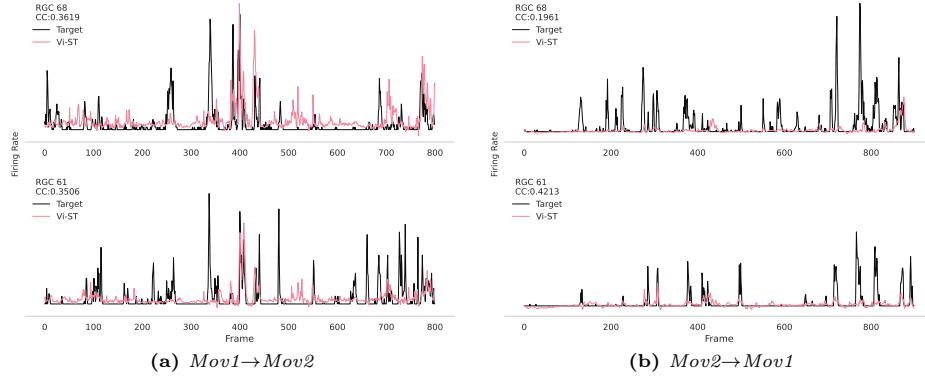 RGC 68
CC:0.3619
Target
Vi-ST
0 100 200 300 400 500 600 700 800
RGC 61
CC:0.3506
Target
Vi-ST
0 100 200 300 400 500 600 700 800
Firing Rate
Frame
(a) Mov1→Mov2
RGC 68
CC:0.1961
Target
Vi-ST
0 200 400 600 800
RGC 61
CC:0.4213
Target
Vi-ST
0 200 400 600 800
Firing Rate
Frame
(b) Mov2→Mov1